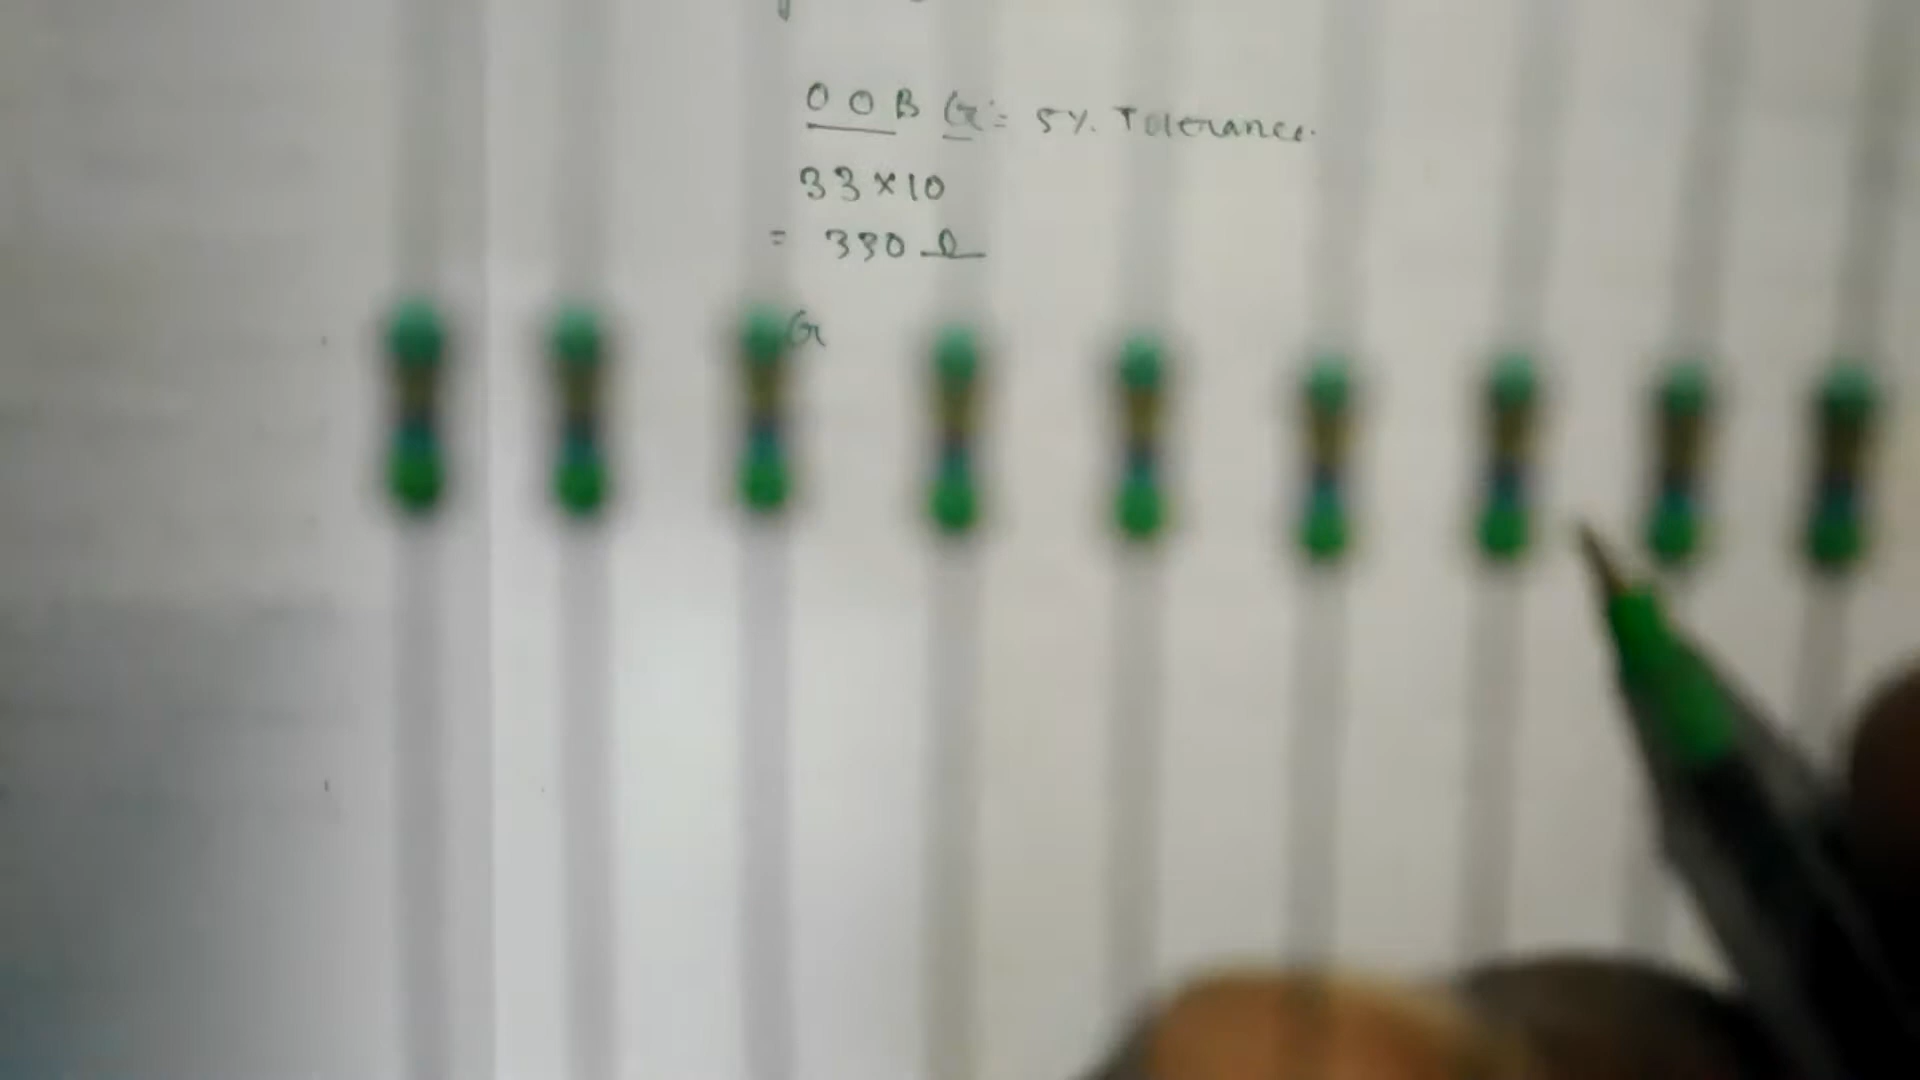 O O B G = 5% Tolerance.
33 × 10
= 330 Ω
G